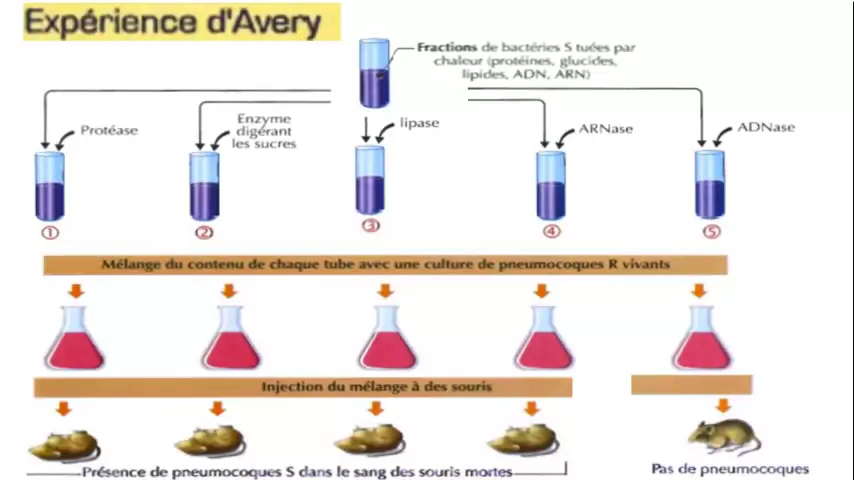 Expérience d'Avery
Fractions de bactéries S tuées par
chaleur (protéines, glucides,
lipides, ADN, ARN)
Protéase
Enzyme
digérant
les sucres
lipase
ARNase
ADNase
①
②
③
④
⑤
Mélange du contenu de chaque tube avec une culture de pneumocoques R vivants
Injection du mélange à des souris
Présence de pneumocoques S dans le sang des souris mortes
Pas de pneumocoques